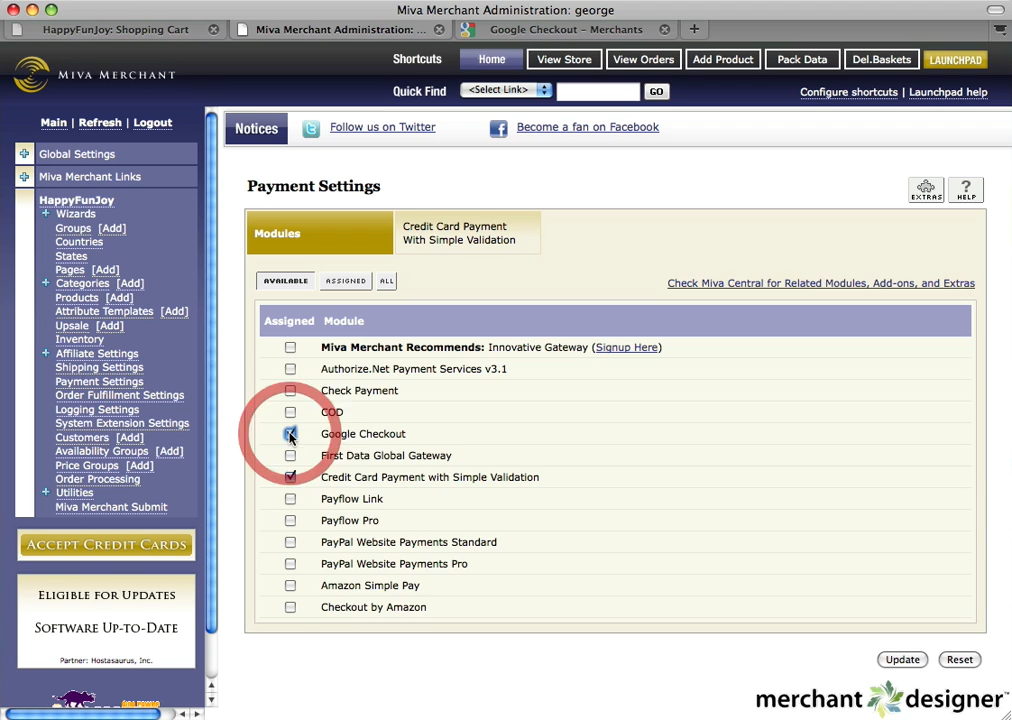 Miva Merchant Administration: george
HappyFunJoy: Shopping Cart
Miva Merchant Administration: ...
Google Checkout – Merchants
MIVA MERCHANT
Shortcuts
Home
View Store
View Orders
Add Product
Pack Data
Del.Baskets
LAUNCHPAD
Quick Find
<Select Link>
GO
Configure shortcuts | Launchpad help
Main | Refresh | Logout
Notices
Follow us on Twitter
Become a fan on Facebook
Global Settings
Miva Merchant Links
HappyFunJoy
Wizards
Groups [Add]
Countries
States
Pages [Add]
Categories [Add]
Products [Add]
Attribute Templates [Add]
Upsale [Add]
Inventory
Affiliate Settings
Shipping Settings
Payment Settings
Order Fulfillment Settings
Logging Settings
System Extension Settings
Customers [Add]
Availability Groups [Add]
Price Groups [Add]
Order Processing
Utilities
Miva Merchant Submit
ACCEPT CREDIT CARDS
ELIGIBLE FOR UPDATES
SOFTWARE UP-TO-DATE
Partner: Hostasaurus, Inc.
Payment Settings
EXTRAS
? HELP
Modules
Credit Card Payment
With Simple Validation
AVAILABLE
ASSIGNED
ALL
Check Miva Central for Related Modules, Add-ons, and Extras
Assigned Module
Miva Merchant Recommends: Innovative Gateway (Signup Here)
Authorize.Net Payment Services v3.1
Check Payment
COD
Google Checkout
First Data Global Gateway
Credit Card Payment with Simple Validation
Payflow Link
Payflow Pro
PayPal Website Payments Standard
PayPal Website Payments Pro
Amazon Simple Pay
Checkout by Amazon
Update
Reset
merchant designer™